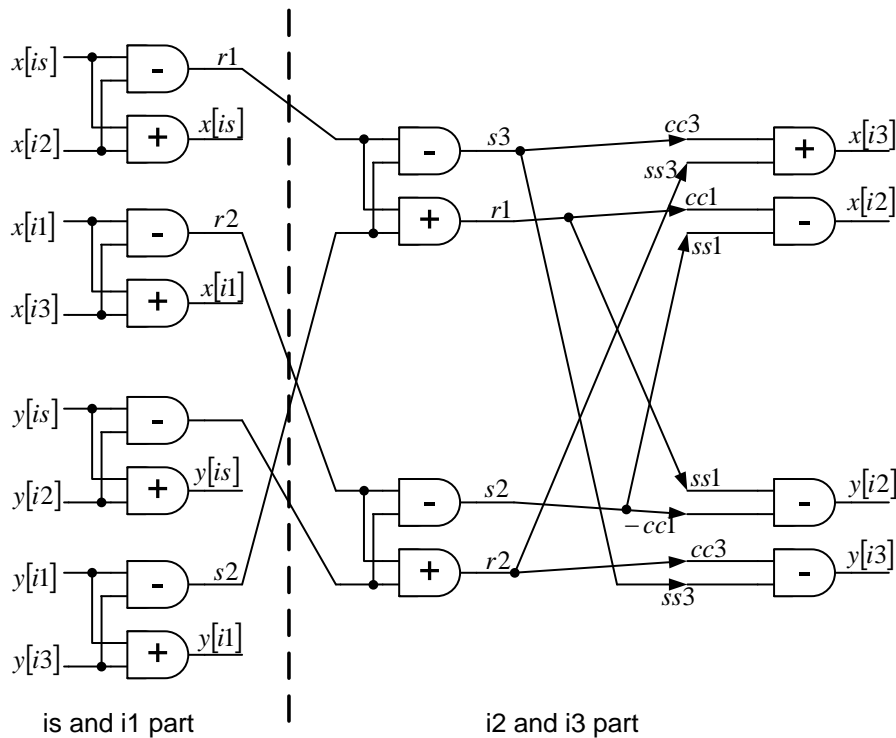 x[is]
-
r1
x[i2]
+
x[is]
x[i1]
-
r2
x[i3]
+
x[i1]
y[is]
-
y[i2]
+
y[is]
y[i1]
-
s2
y[i3]
+
y[i1]
is and i1 part
-
s3
cc3
+
x[i3]
ss3
+
r1
cc1
-
x[i2]
ss1
-
s2
ss1
-
y[i2]
-cc1
+
r2
cc3
-
y[i3]
ss3
i2 and i3 part